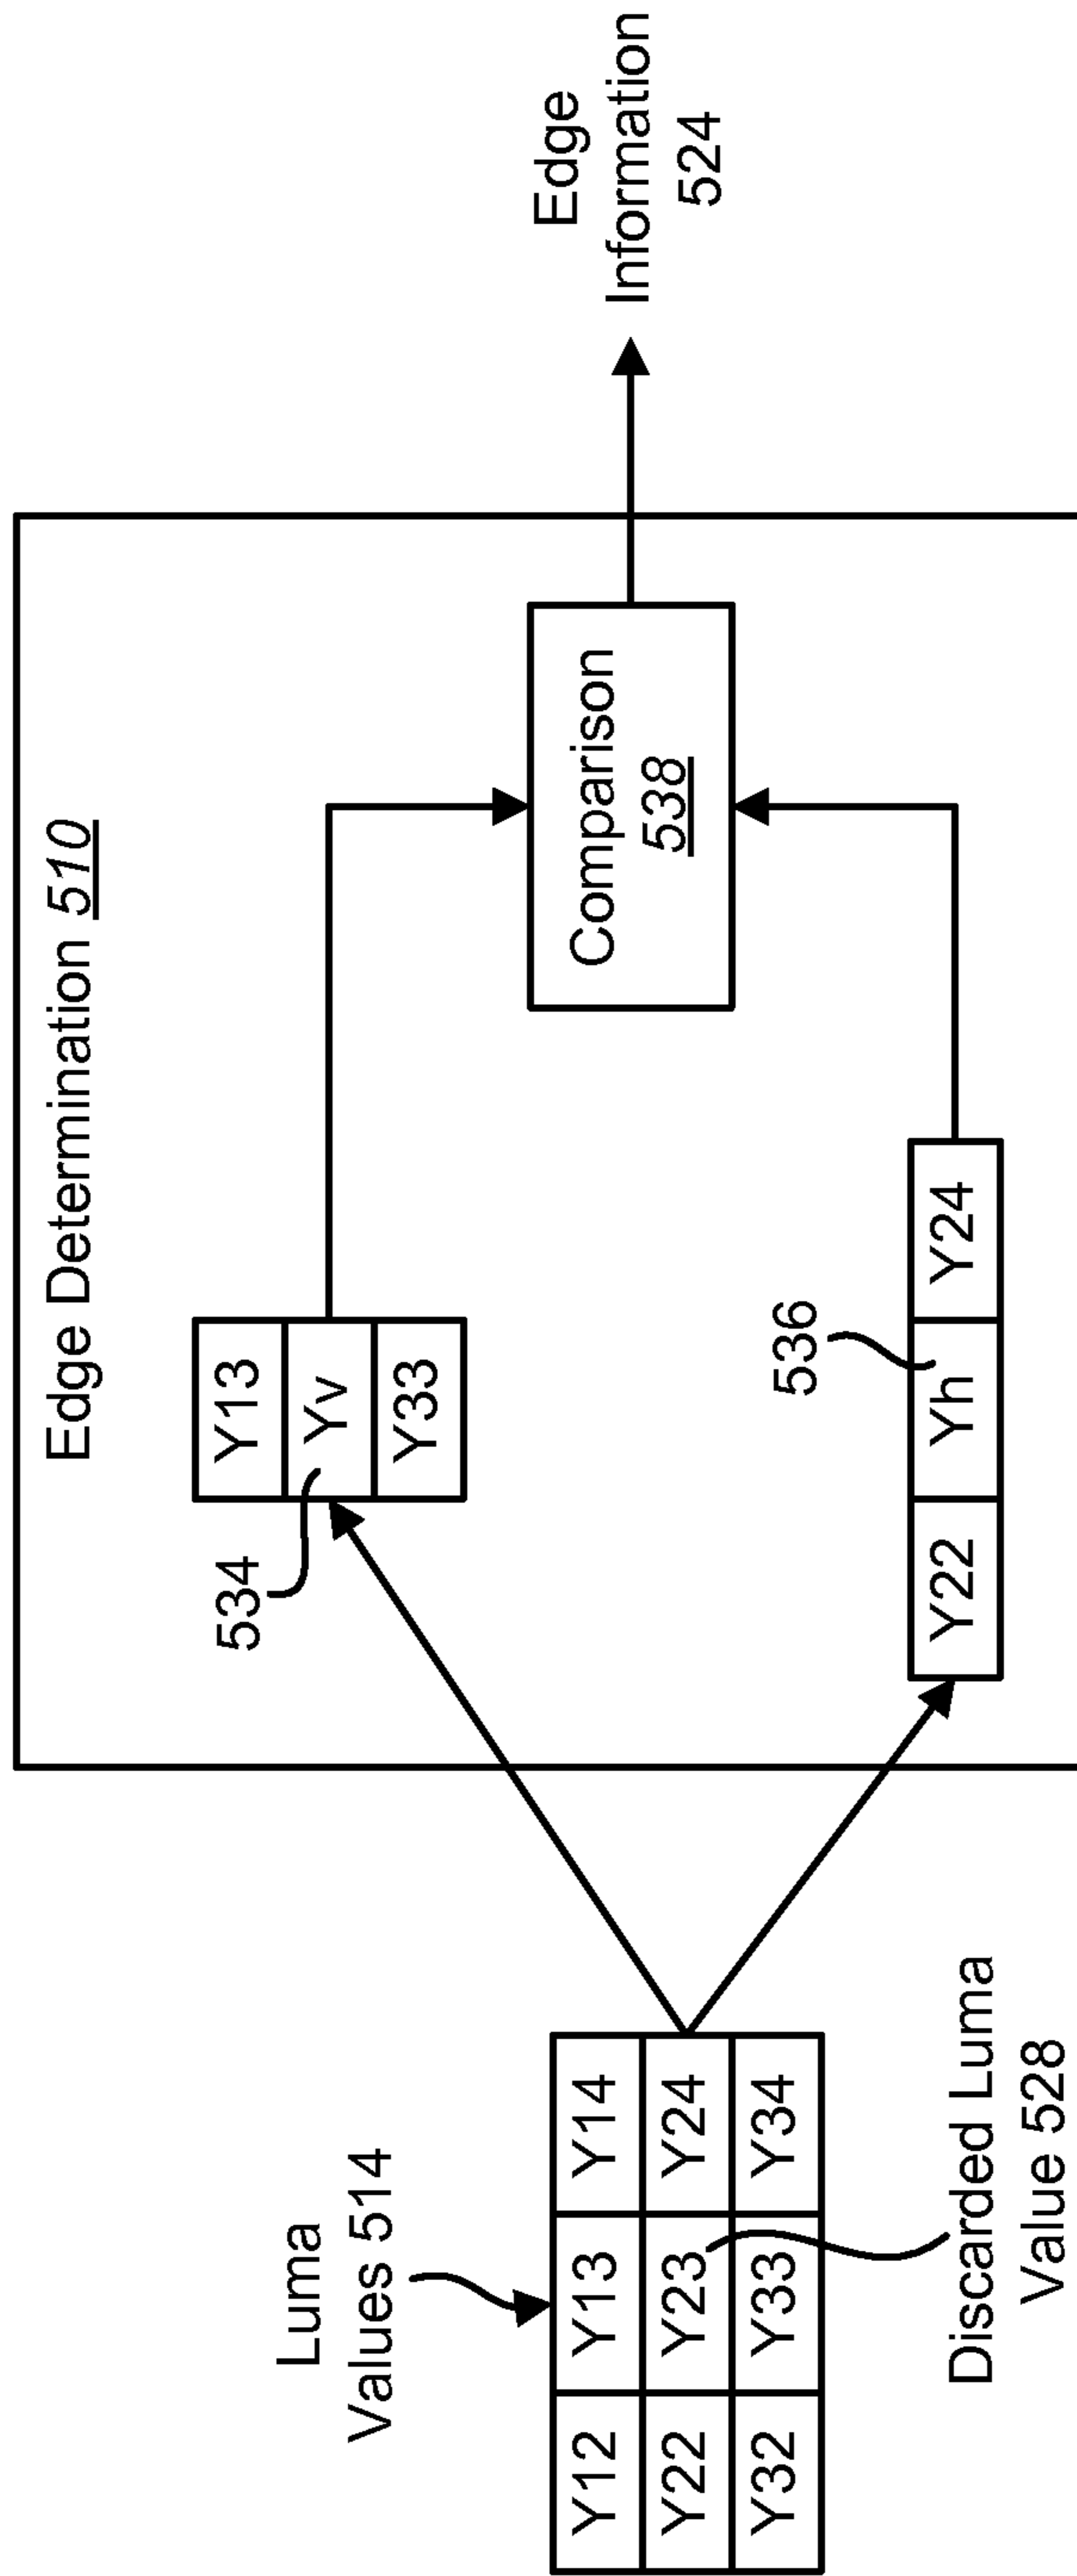 Edge Determination 510
Luma
Values 514
Y12 Y13 Y14
Y22 Y23 Y24
Y32 Y33 Y34
Discarded Luma
Value 528
534
Y13
Yv
Y33
536
Y22 Yh Y24
Comparison
538
Edge
Information
524